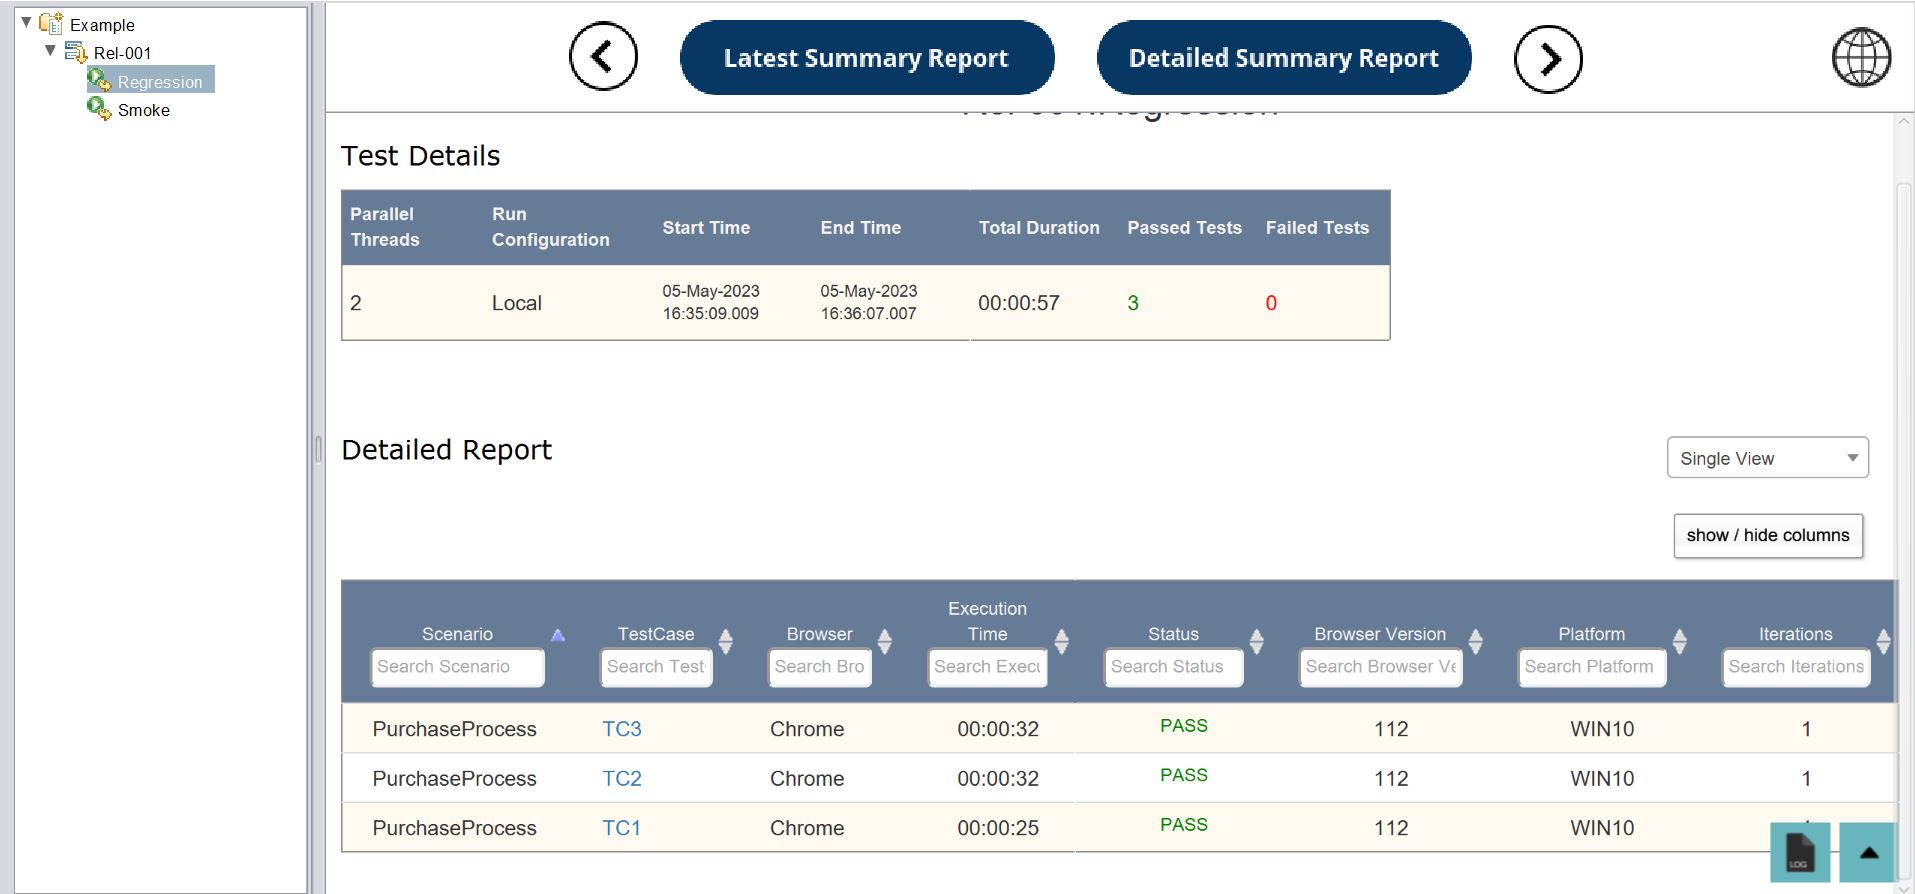 Example
Rel-001
Regression
Smoke
Latest Summary Report
Detailed Summary Report
Test Details
Parallel Threads
Run Configuration
Start Time
End Time
Total Duration
Passed Tests
Failed Tests
2
Local
05-May-2023
16:35:09.009
05-May-2023
16:36:07.007
00:00:57
3
0
Detailed Report
Single View
show / hide columns
Scenario
TestCase
Browser
Execution Time
Status
Browser Version
Platform
Iterations
Search Scenario
Search Test
Search Bro
Search Execu
Search Status
Search Browser Ve
Search Platform
Search Iterations
PurchaseProcess TC3 Chrome 00:00:32 PASS 112 WIN10 1
PurchaseProcess TC2 Chrome 00:00:32 PASS 112 WIN10 1
PurchaseProcess TC1 Chrome 00:00:25 PASS 112 WIN10
LOG